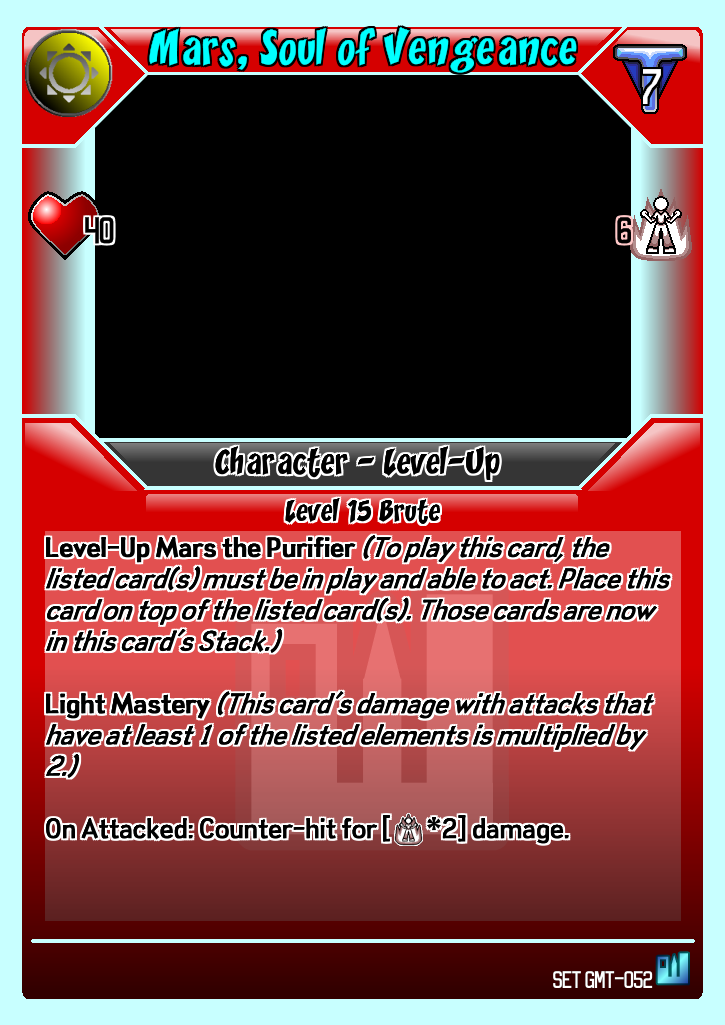 Mars, Soul of Vengeance
7
40
6
Character - Level-Up
Level 15 Brute
Level-Up Mars the Purifier (To play this card, the
listed card(s) must be in play and able to act. Place this
card on top of the listed card(s). Those cards are now
in this card's Stack.)
Light Mastery (This card's damage with attacks that
have at least 1 of the listed elements is multiplied by
2.)
On Attacked: Counter-hit for [*2] damage.
SET GMT-052